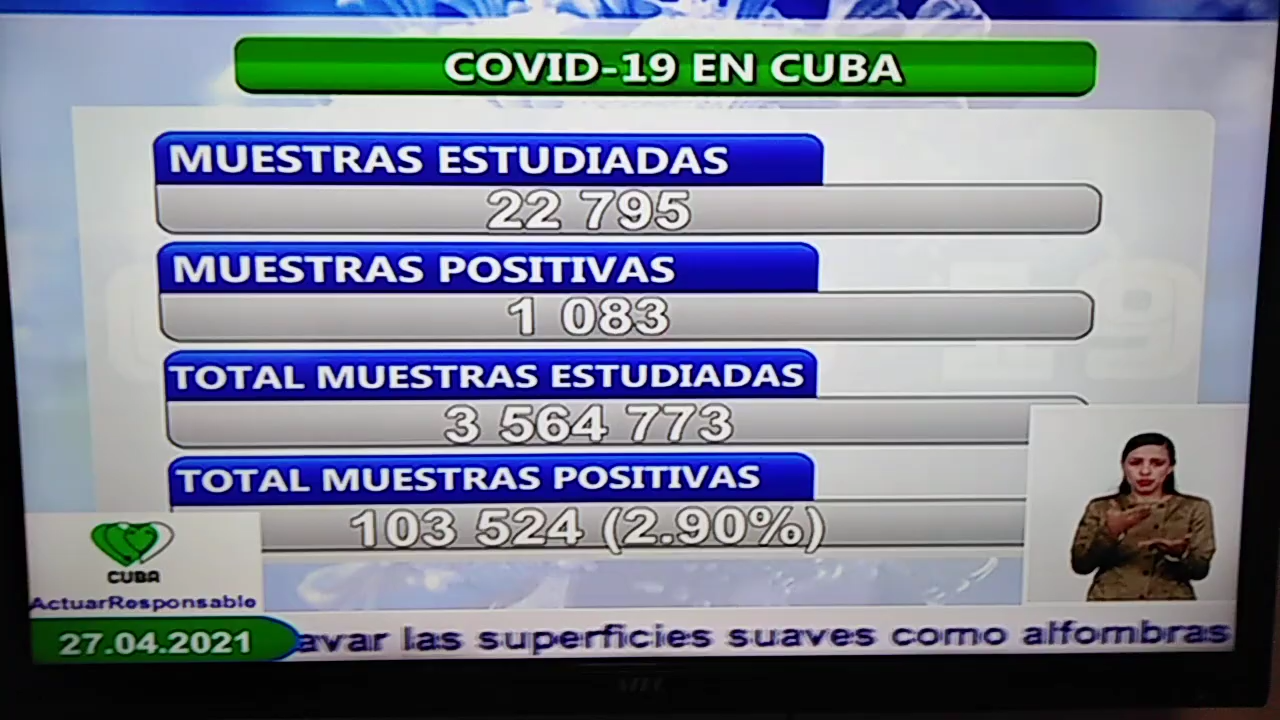 COVID-19 EN CUBA
MUESTRAS ESTUDIADAS
22 795
MUESTRAS POSITIVAS
1 083
TOTAL MUESTRAS ESTUDIADAS
3 564 773
TOTAL MUESTRAS POSITIVAS
103 524 (2.90%)
CUBA
ActuarResponsable
27.04.2021
avar las superficies suaves como alfombras